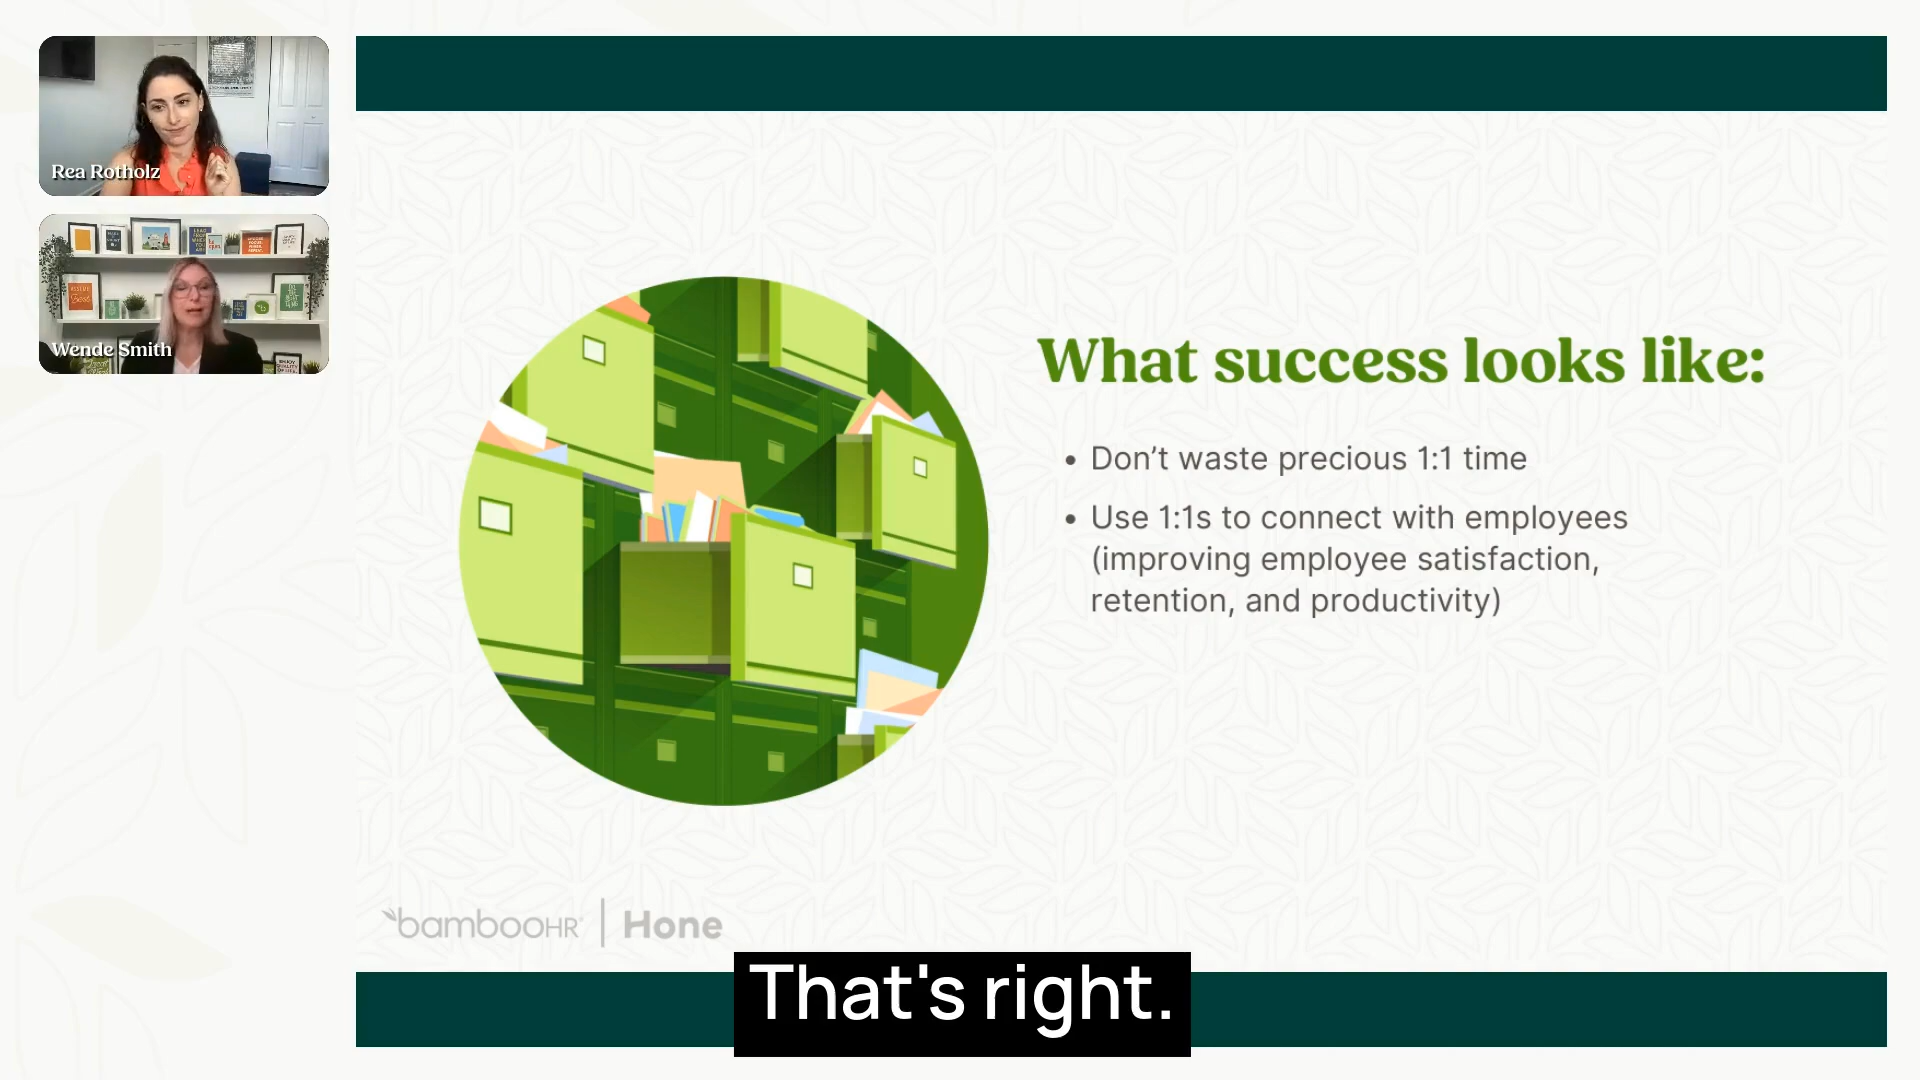 Rea Rotholz
Wende Smith
What success looks like:
• Don’t waste precious 1:1 time
• Use 1:1s to connect with employees
(improving employee satisfaction,
retention, and productivity)
bambooHR | Hone
That's right.